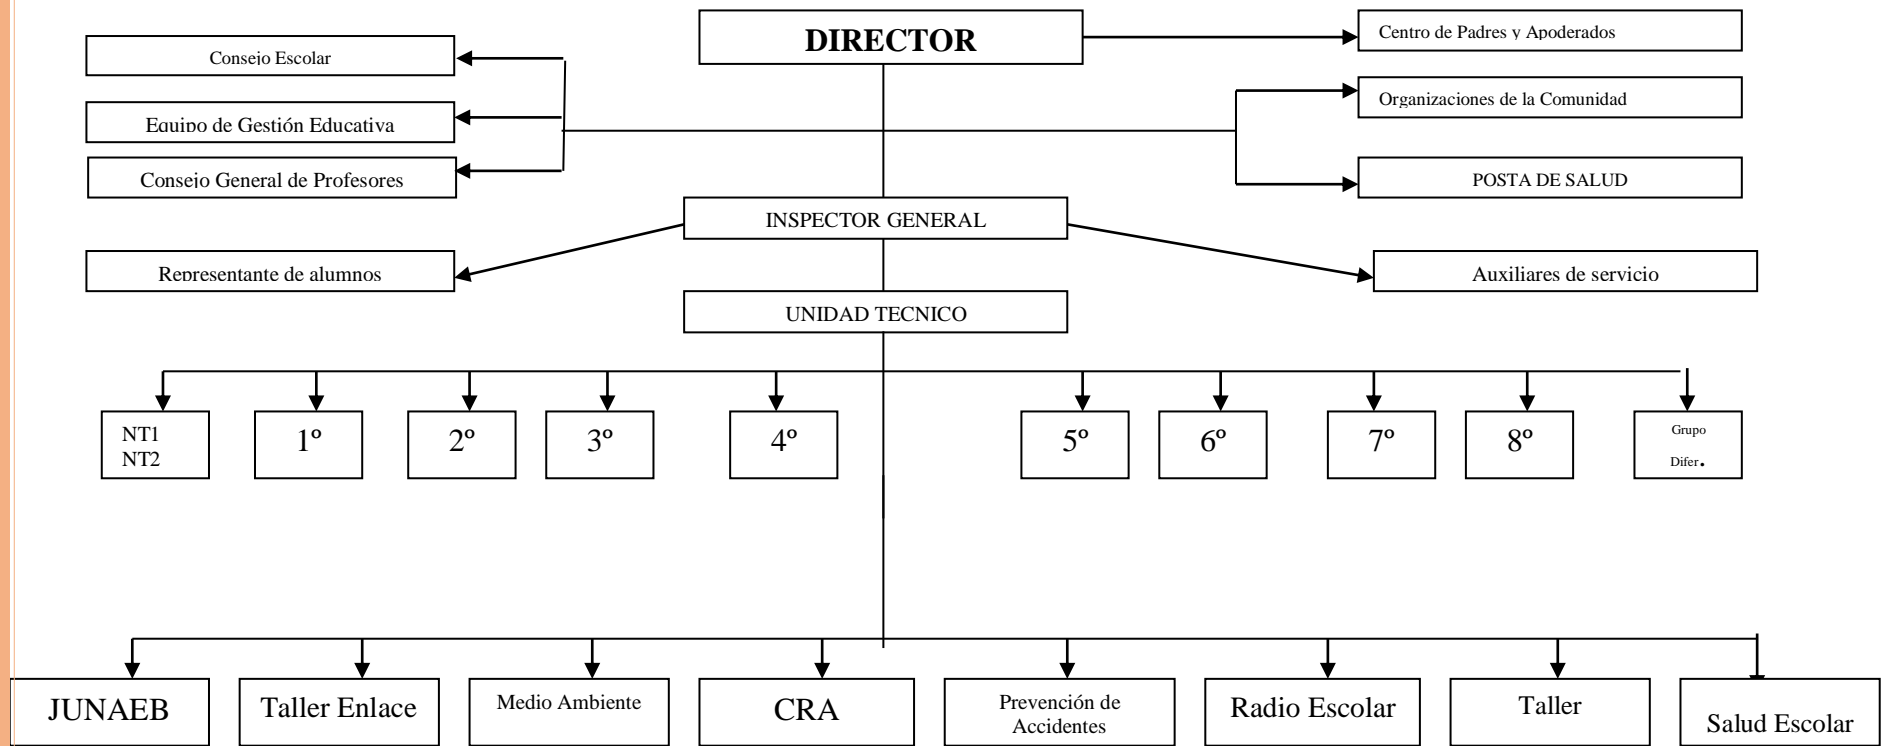 DIRECTOR
Centro de Padres y Apoderados
Consejo Escolar
Organizaciones de la Comunidad
Equipo de Gestión Educativa
Consejo General de Profesores
POSTA DE SALUD
INSPECTOR GENERAL
Representante de alumnos
Auxiliares de servicio
UNIDAD TECNICO
NT1
NT2
1º
2º
3º
4º
5º
6º
7º
8º
Grupo
Difer.
JUNAEB
Taller Enlace
Medio Ambiente
CRA
Prevención de
Accidentes
Radio Escolar
Taller
Salud Escolar